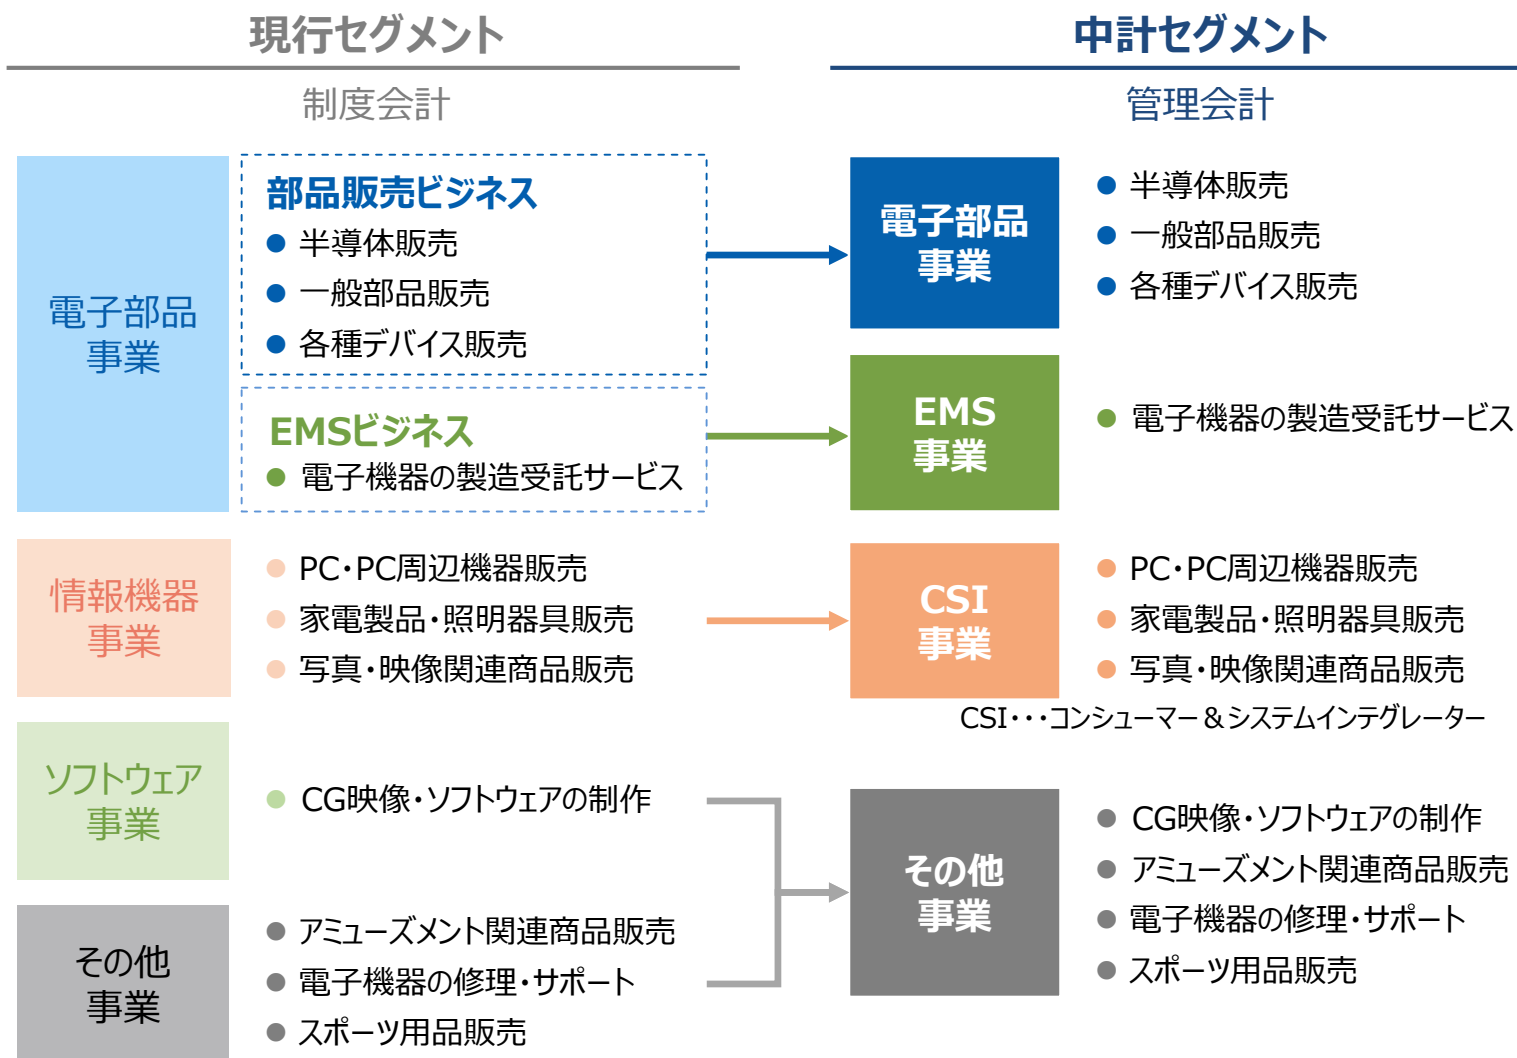 現行セグメント
制度会計
電子部品
事業
部品販売ビジネス
半導体販売
一般部品販売
各種デバイス販売
EMSビジネス
電子機器の製造受託サービス
情報機器
事業
PC・PC周辺機器販売
家電製品・照明器具販売
写真・映像関連商品販売
ソフトウェア
事業
CG映像・ソフトウェアの制作
その他
事業
アミューズメント関連商品販売
電子機器の修理・サポート
スポーツ用品販売
中計セグメント
管理会計
電子部品
事業
半導体販売
一般部品販売
各種デバイス販売
EMS
事業
電子機器の製造受託サービス
CSI
事業
PC・PC周辺機器販売
家電製品・照明器具販売
写真・映像関連商品販売
CSI・・・コンシューマー＆システムインテグレーター
その他
事業
CG映像・ソフトウェアの制作
アミューズメント関連商品販売
電子機器の修理・サポート
スポーツ用品販売